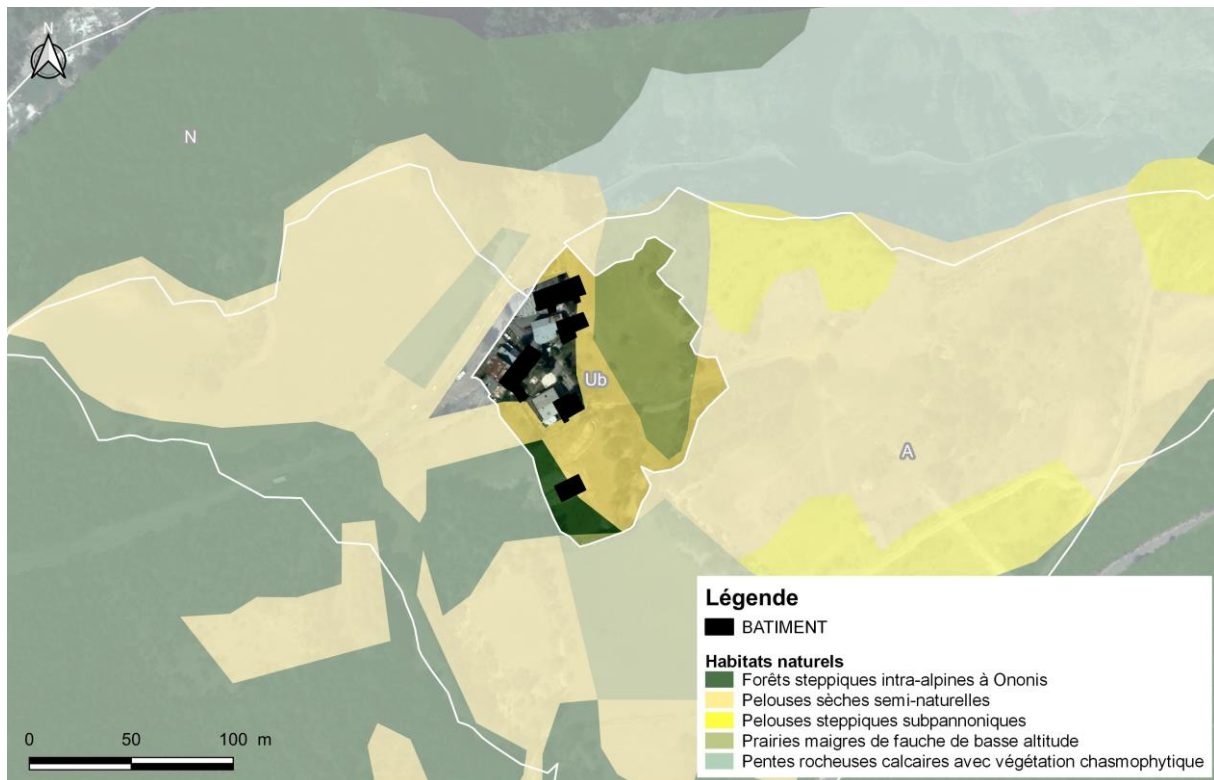 N
N
Ub
A
Légende
BATIMENT
Habitats naturels
Forêts steppiques intra-alpines à Ononis
Pelouses sèches semi-naturelles
Pelouses steppiques subpannoniques
Prairies maigres de fauche de basse altitude
Pentes rocheuses calcaires avec végétation chasmophytique
0 50 100 m